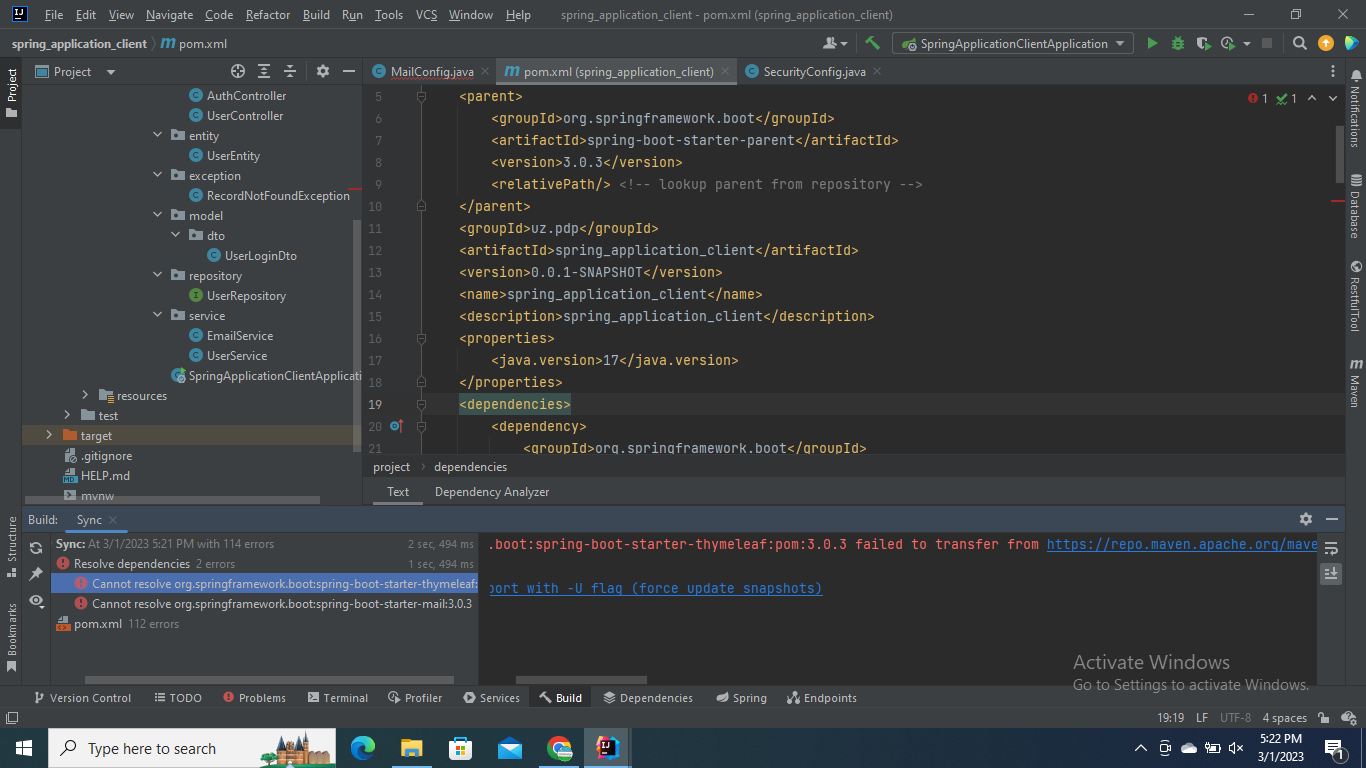 File Edit View Navigate Code Refactor Build Run Tools VCS Window Help spring_application_client - pom.xml (spring_application_client)
spring_application_client pom.xml SpringApplicationClientApplication
Project Project MailConfig.java pom.xml (spring_application_client) SecurityConfig.java
AuthController
UserController
entity
UserEntity
exception
RecordNotFoundException
model
dto
UserLoginDto
repository
UserRepository
service
EmailService
UserService
SpringApplicationClientApplicati
resources
test
target
.gitignore
HELP.md
mvnw
5 <parent>
6 <groupId>org.springframework.boot</groupId>
7 <artifactId>spring-boot-starter-parent</artifactId>
8 <version>3.0.3</version>
9 <relativePath/> <!-- lookup parent from repository -->
10 </parent>
11 <groupId>uz.pdp</groupId>
12 <artifactId>spring_application_client</artifactId>
13 <version>0.0.1-SNAPSHOT</version>
14 <name>spring_application_client</name>
15 <description>spring_application_client</description>
16 <properties>
17 <java.version>17</java.version>
18 </properties>
19 <dependencies>
20 <dependency>
21 <groupId>org.springframework.boot</groupId>
1 1
project dependencies
Text Dependency Analyzer
Notifications
Database
RestfulTool
Maven
Structure
Bookmarks
Build: Sync
Sync: At 3/1/2023 5:21 PM with 114 errors 2 sec, 494 ms
Resolve dependencies 2 errors 1 sec, 494 ms
Cannot resolve org.springframework.boot:spring-boot-starter-thymeleaf:
Cannot resolve org.springframework.boot:spring-boot-starter-mail:3.0.3
pom.xml 112 errors
.boot:spring-boot-starter-thymeleaf:pom:3.0.3 failed to transfer from https://repo.maven.apache.org/mave
port with -U flag (force update snapshots)
Activate Windows
Go to Settings to activate Windows.
Version Control TODO Problems Terminal Profiler Services Build Dependencies Spring Endpoints
19:19 LF UTF-8 4 spaces
Type here to search
5:22 PM
3/1/2023
1